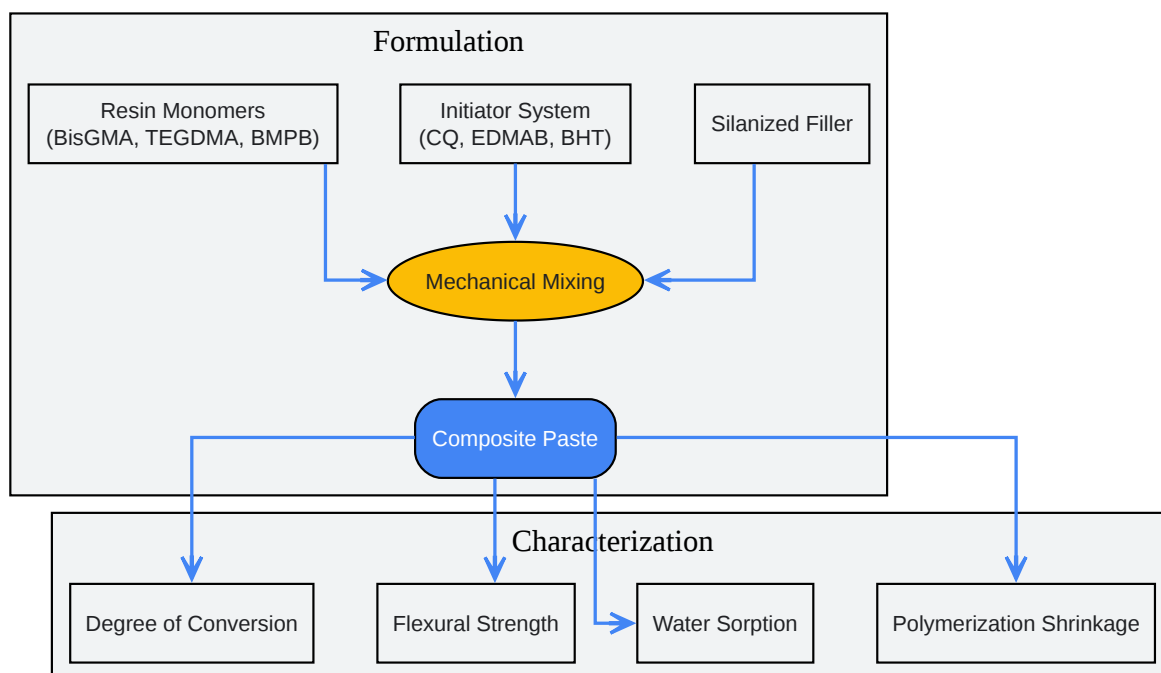 Formulation
Resin Monomers
(BisGMA, TEGDMA, BMPB)
Initiator System
(CQ, EDMAB, BHT)
Silanized Filler
Mechanical Mixing
Composite Paste
Characterization
Degree of Conversion
Flexural Strength
Water Sorption
Polymerization Shrinkage